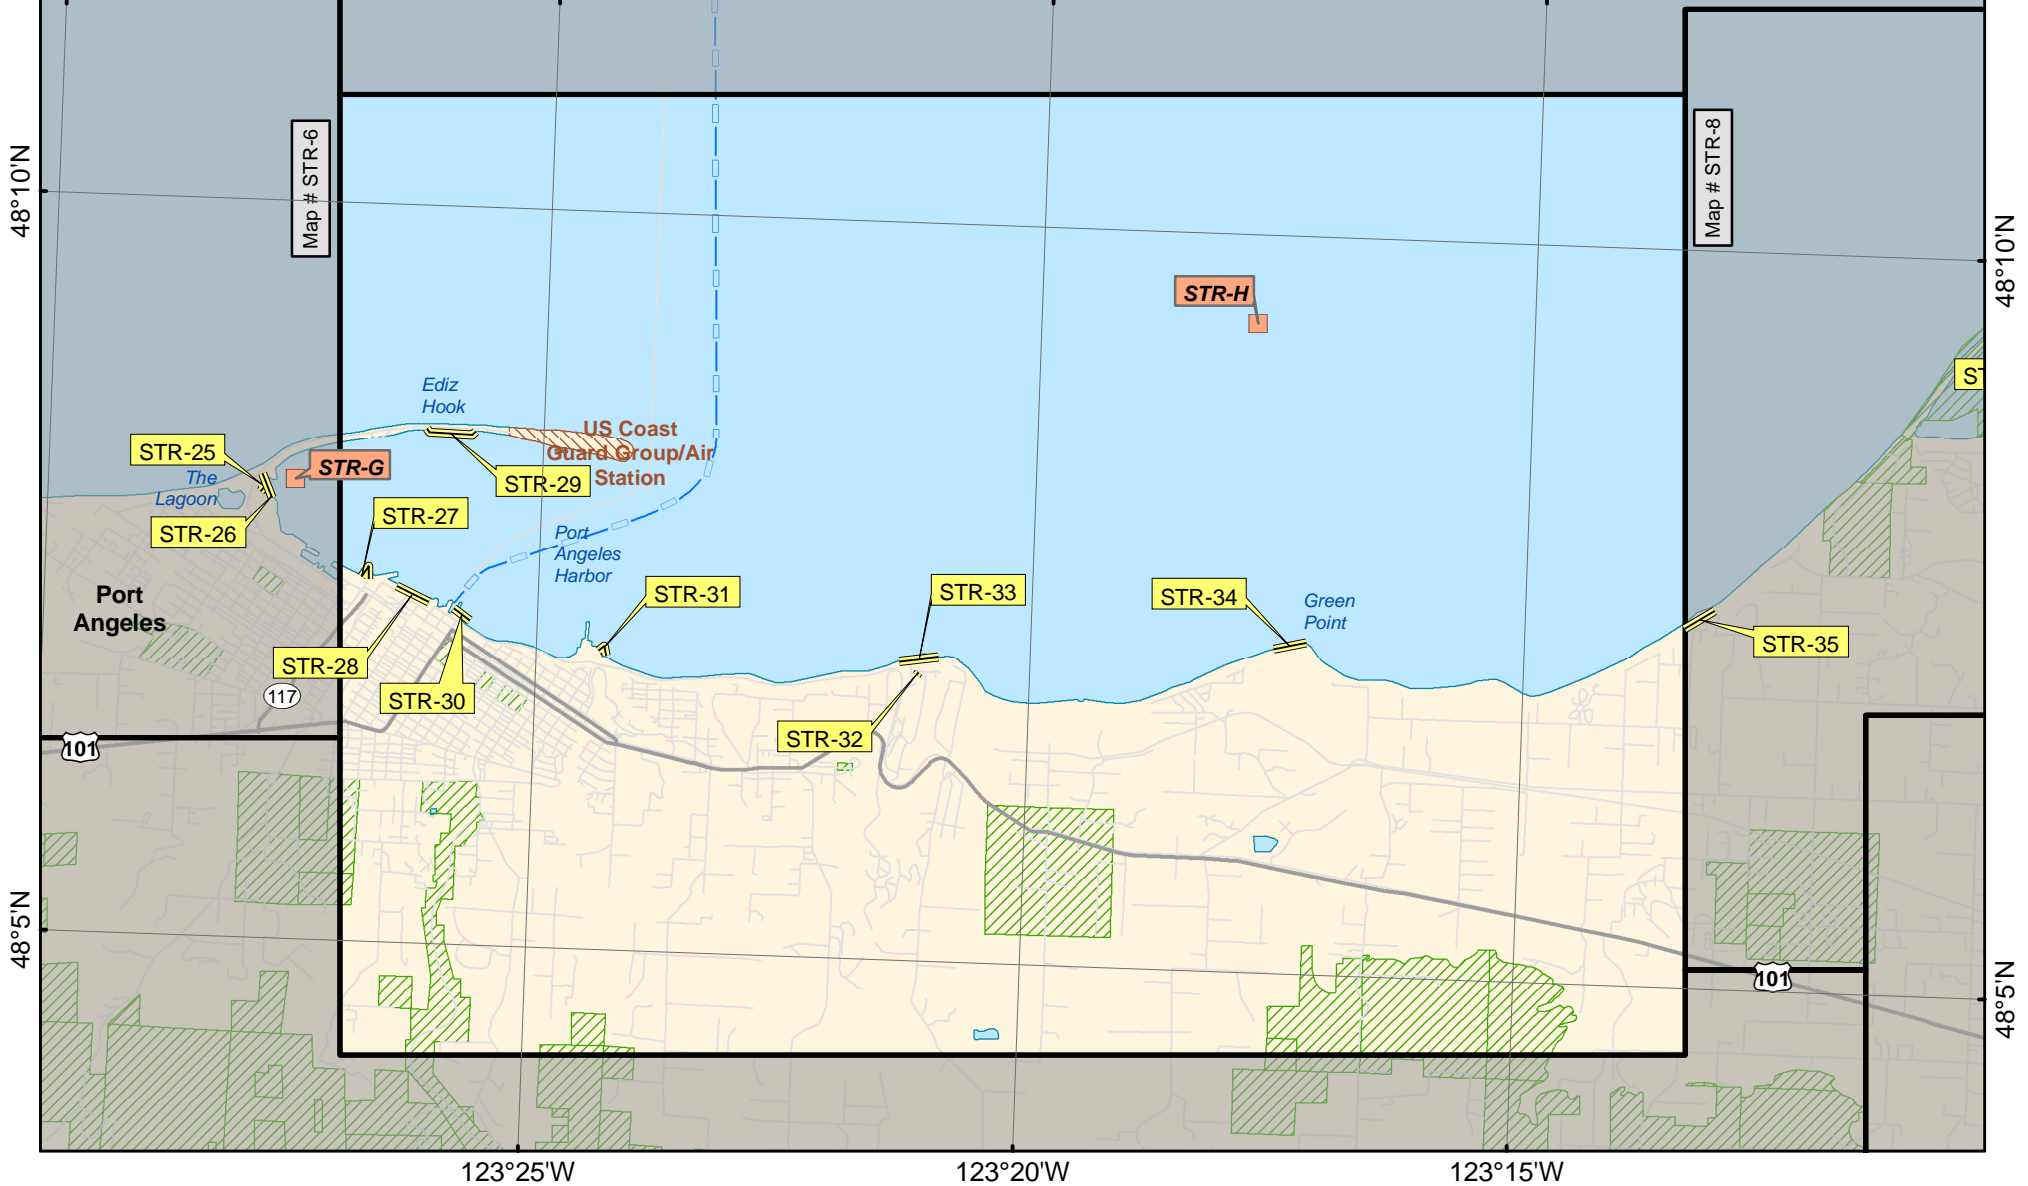 Map # STR-6
Map # STR-8
48°10'N
48°10'N
STR-H
Ediz
Hook
US Coast
Guard Group/Air
Station
STR-25
STR-G
The
Lagoon
STR-29
STR-26
STR-27
Port
Angeles
Harbor
Port
Angeles
STR-31
STR-33
STR-34
Green
Point
STR-35
STR-28
117
STR-30
STR-32
101
101
48°5'N
48°5'N
123°25'W
123°20'W
123°15'W